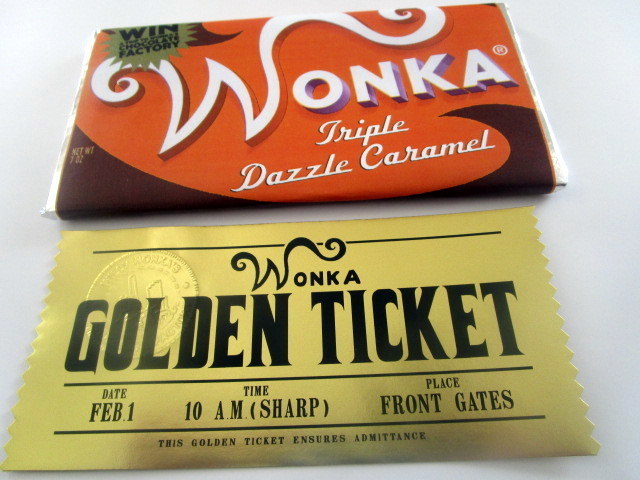 WIN
CHOCOLATE
FACTORY
WONKA®
Triple
Dazzle Caramel
NET WT
7 OZ
WONKA
GOLDEN TICKET
DATE
FEB.1
TIME
10 A.M.(SHARP)
PLACE
FRONT GATES
THIS GOLDEN TICKET ENSURES ADMITTANCE